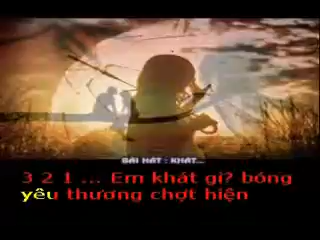 BÀI HÁT : KHÁT...
3 2 1 ... Em khát gì? bóng
yêu thương chợt hiện